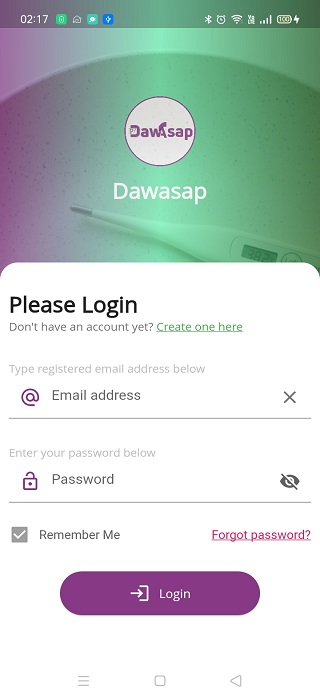 02:17
100
DawAsap
Dawasap
Please Login
Don't have an account yet? Create one here
Type registered email address below
Email address
Enter your password below
Password
Remember Me
Forgot password?
Login